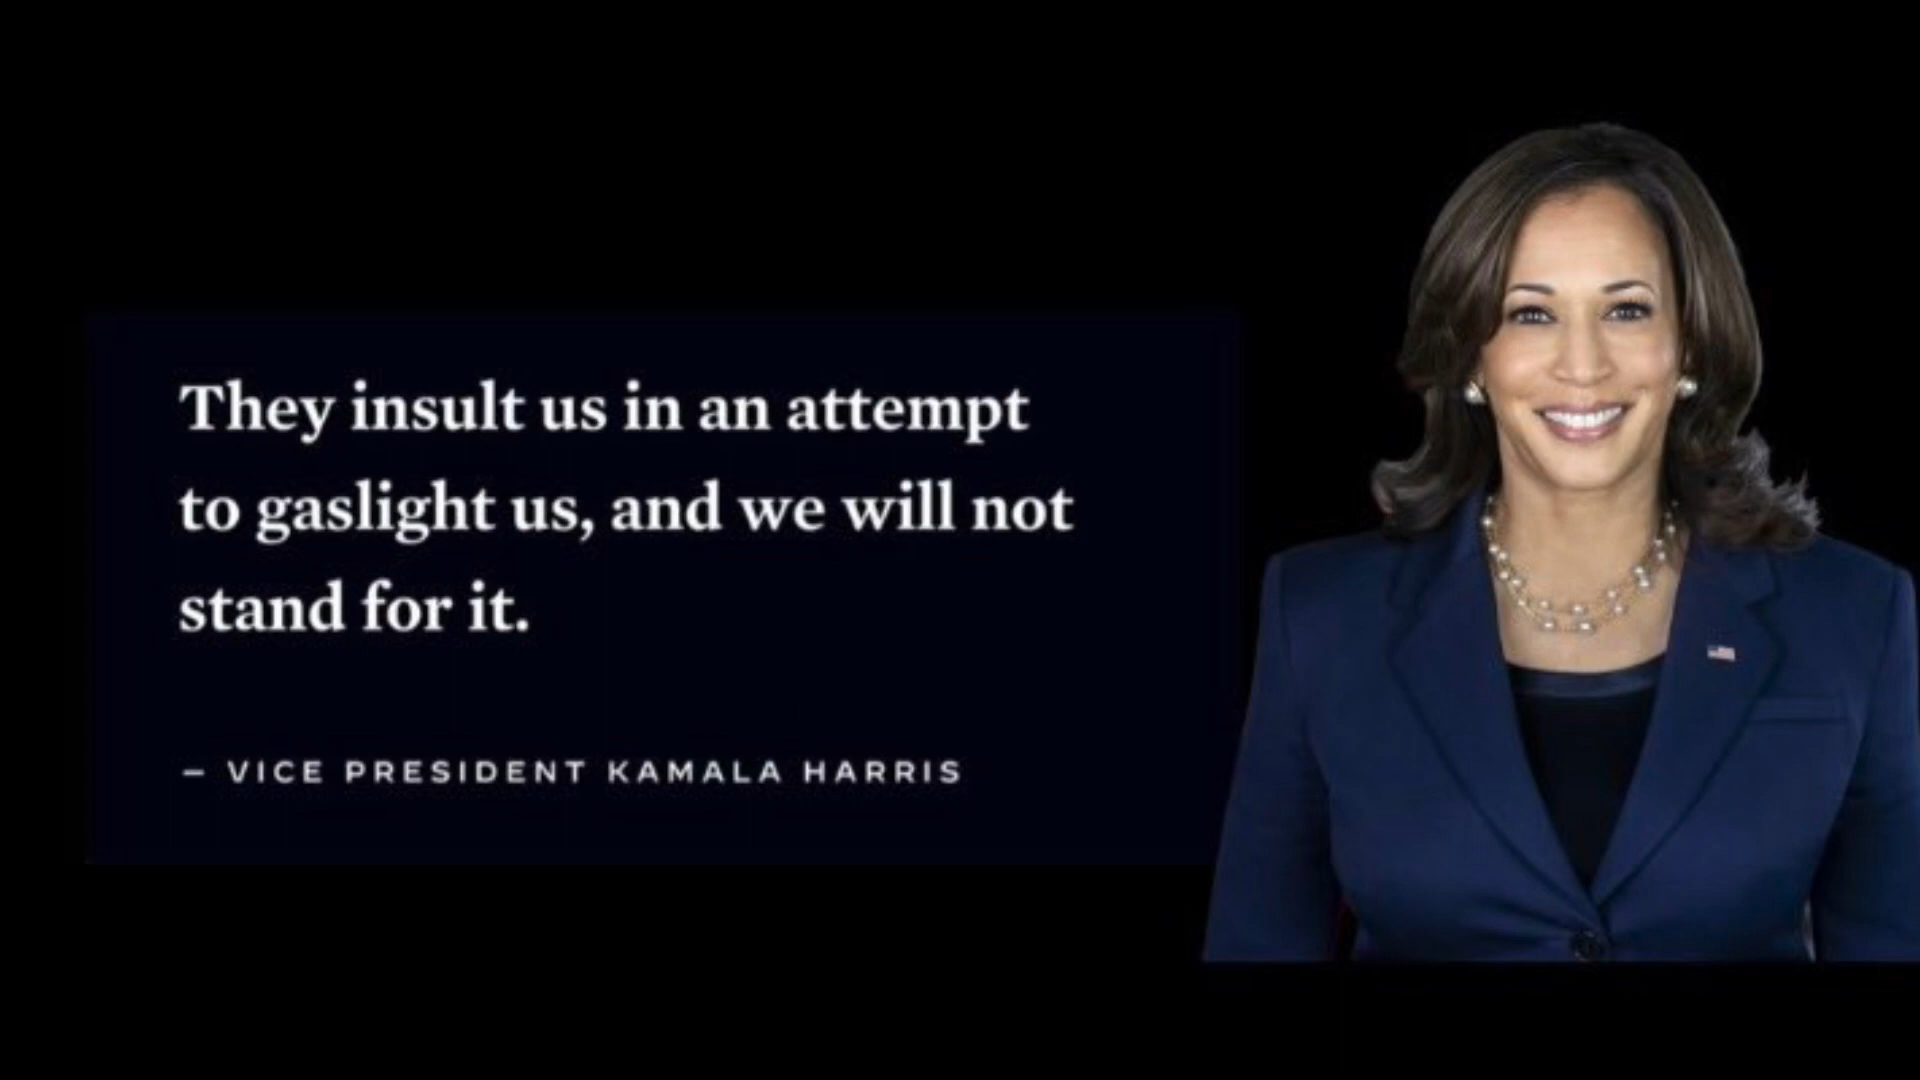 They insult us in an attempt
to gaslight us, and we will not
stand for it.
– VICE PRESIDENT KAMALA HARRIS